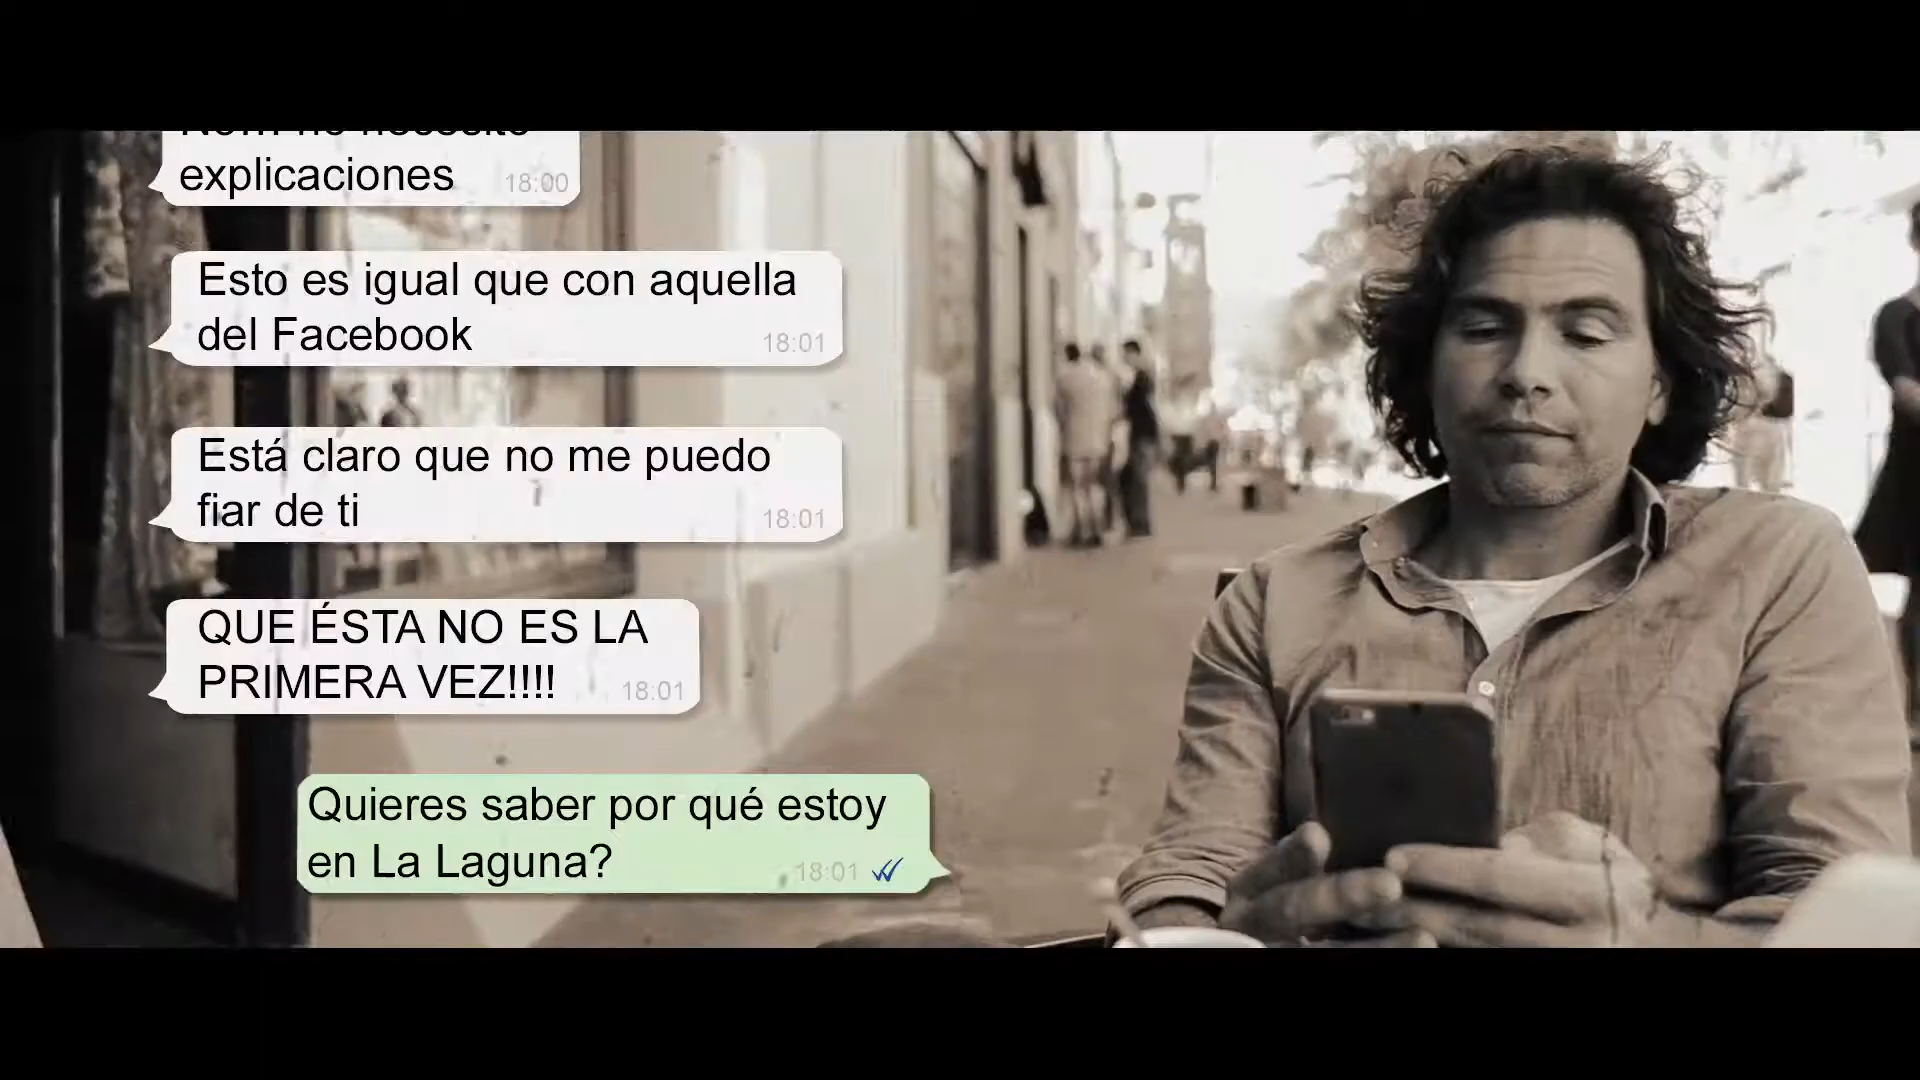 explicaciones 18:00
Esto es igual que con aquella
del Facebook 18:01
Está claro que no me puedo
fiar de ti 18:01
QUE ÉSTA NO ES LA
PRIMERA VEZ!!!! 18:01
Quieres saber por qué estoy
en La Laguna? 18:01